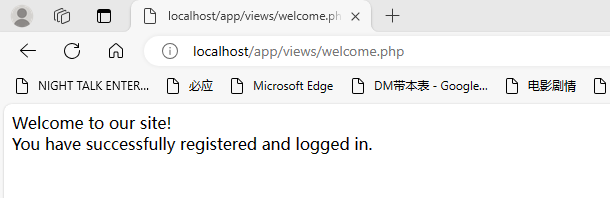 localhost/app/views/welcome.ph
localhost/app/views/welcome.php
NIGHT TALK ENTER... 必应 Microsoft Edge DM带本表 - Google... 电影剧情
Welcome to our site!
You have successfully registered and logged in.